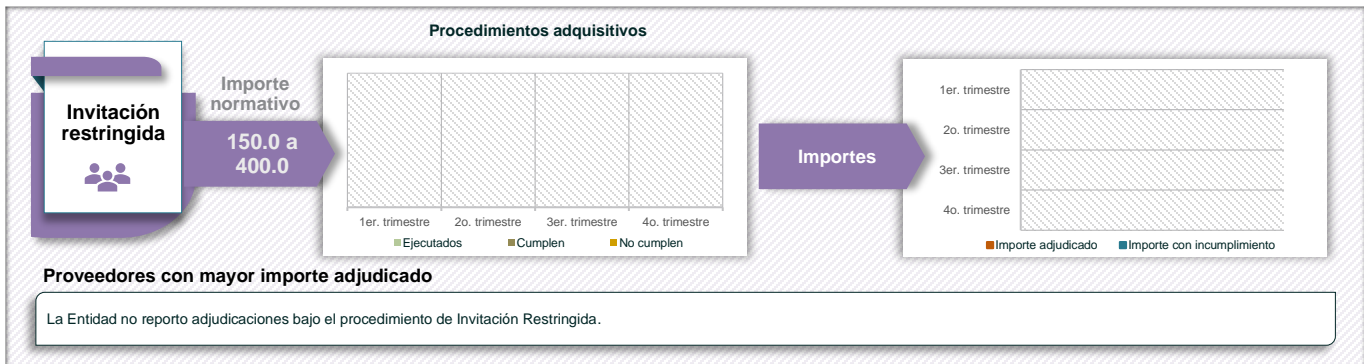 Procedimientos adquisitivos
Invitación
restringida
Importe
normativo
150.0 a
400.0
1er. trimestre 2o. trimestre 3er. trimestre 4o. trimestre
Ejecutados Cumplen No cumplen
Importes
1er. trimestre
2o. trimestre
3er. trimestre
4o. trimestre
Importe adjudicado Importe con incumplimiento
Proveedores con mayor importe adjudicado
La Entidad no reporto adjudicaciones bajo el procedimiento de Invitación Restringida.